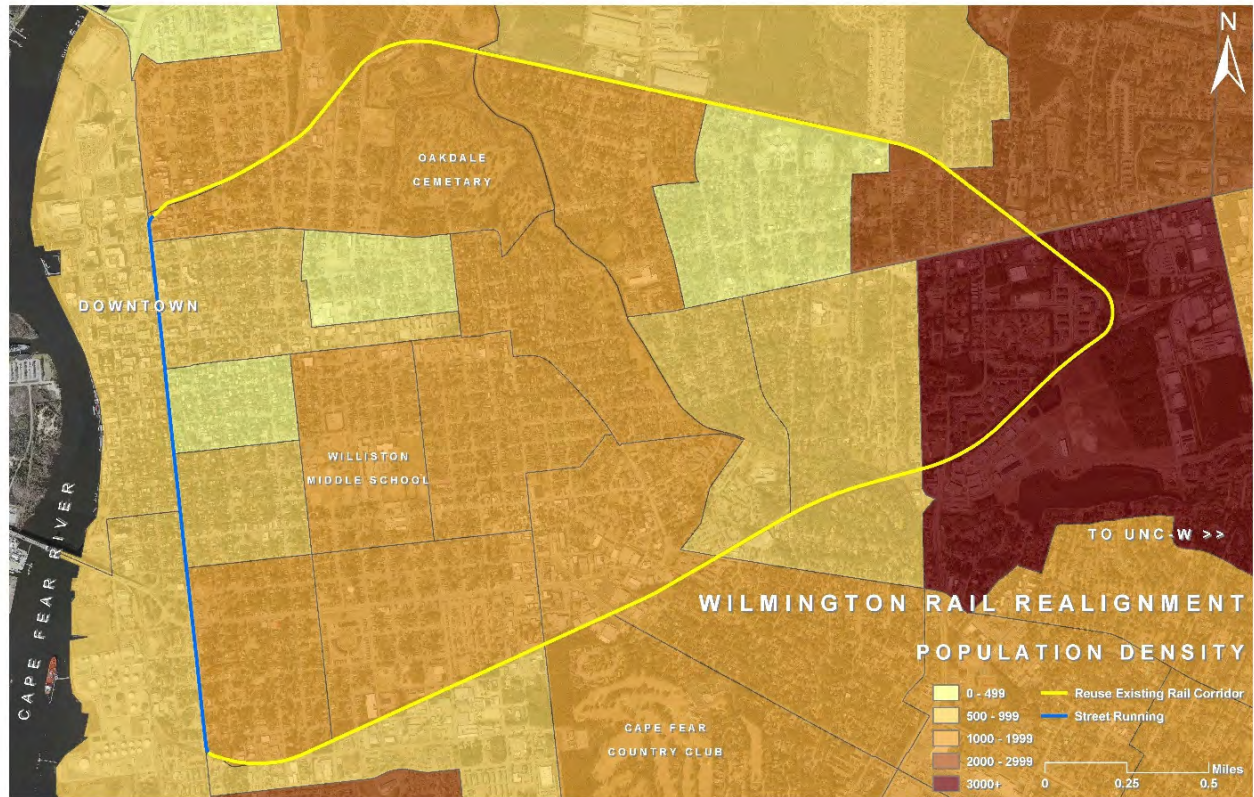 N
OAKDALE
CEMETARY
DOWNTOWN
WILLISTON
MIDDLE SCHOOL
CAPE FEAR RIVER
TO UNC-W >>
WILMINGTON RAIL REALIGNMENT
POPULATION DENSITY
CAPE FEAR
COUNTRY CLUB
0 - 499
Reuse Existing Rail Corridor
500 - 999
Street Running
1000 - 1999
2000 - 2999
3000+
Miles
0 0.25 0.5